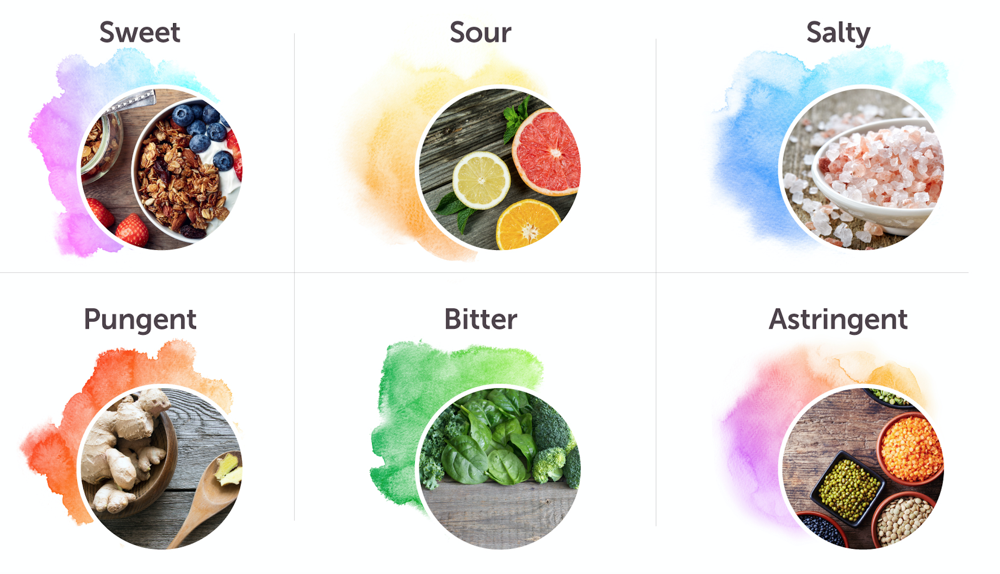 Sweet
Sour
Salty
Pungent
Bitter
Astringent